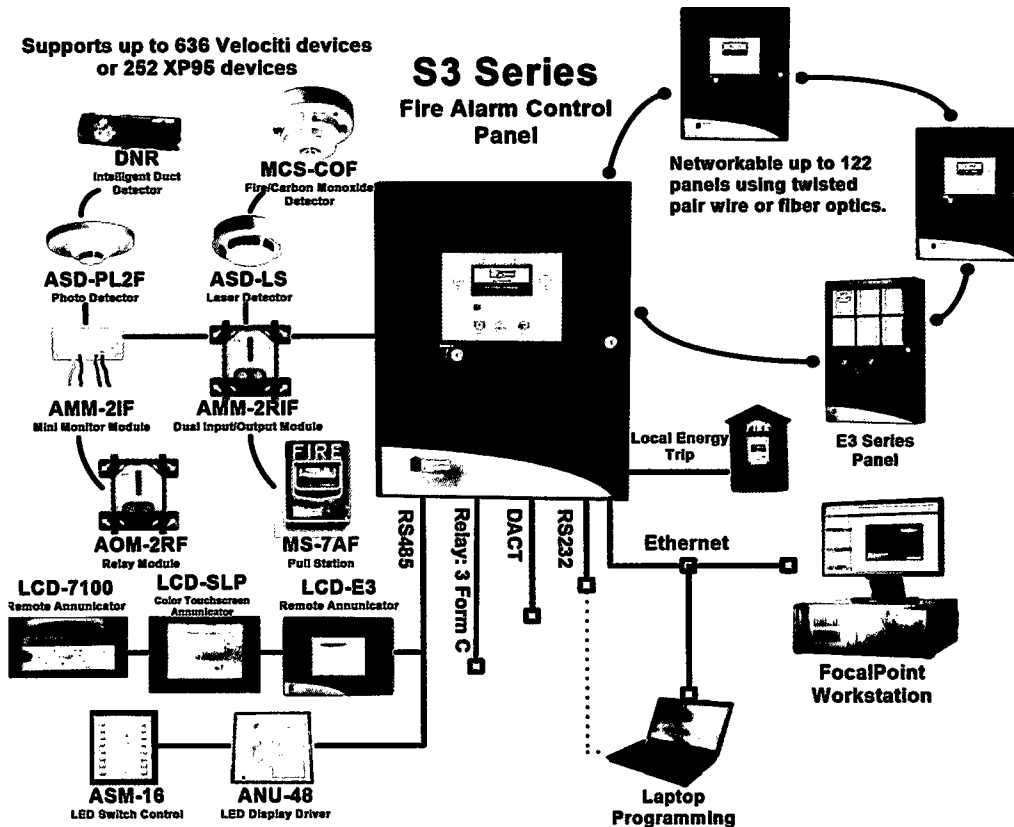 Supports up to 636 Velociti devices
or 252 XP95 devices
S3 Series
Fire Alarm Control
Panel
DNR
Intelligent Duct
Detector
MCS-COF
Fire/Carbon Monoxide
Detector
Networkable up to 122
panels using twisted
pair wire or fiber optics.
ASD-PL2F
Photo Detector
ASD-LS
Laser Detector
AMM-2IF
Mini Monitor Module
AMM-2RIF
Dual Input/Output Module
E3 Series
Panel
Local Energy
Trip
FIRE
AOM-2RF
Relay Module
MS-7AF
Pull Station
RS485
Relay: 3 Form C
DACT
RS232
Ethernet
LCD-7100
Remote Annunicator
LCD-SLP
Color Touchscreen
Annunicator
LCD-E3
Remote Annunicator
FocalPoint
Workstation
ASM-16
LED Switch Control
ANU-48
LED Display Driver
Laptop
Programming